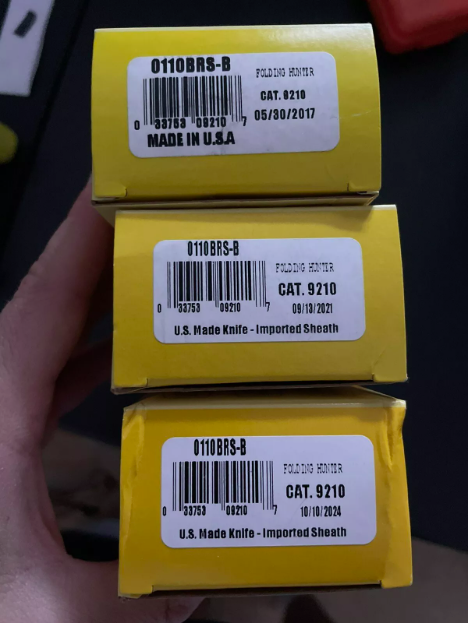 0110BRS-B
FOLDING HUNTER
CAT. 9210
05/30/2017
0 33753 09210 7
MADE IN U.S.A
0110BRS-B
FOLDING HUNTER
CAT. 9210
09/13/2021
0 33753 09210 7
U.S. Made Knife - Imported Sheath
0110BRS-B
FOLDING HUNTER
CAT. 9210
10/10/2024
0 33753 09210 7
U.S. Made Knife - Imported Sheath